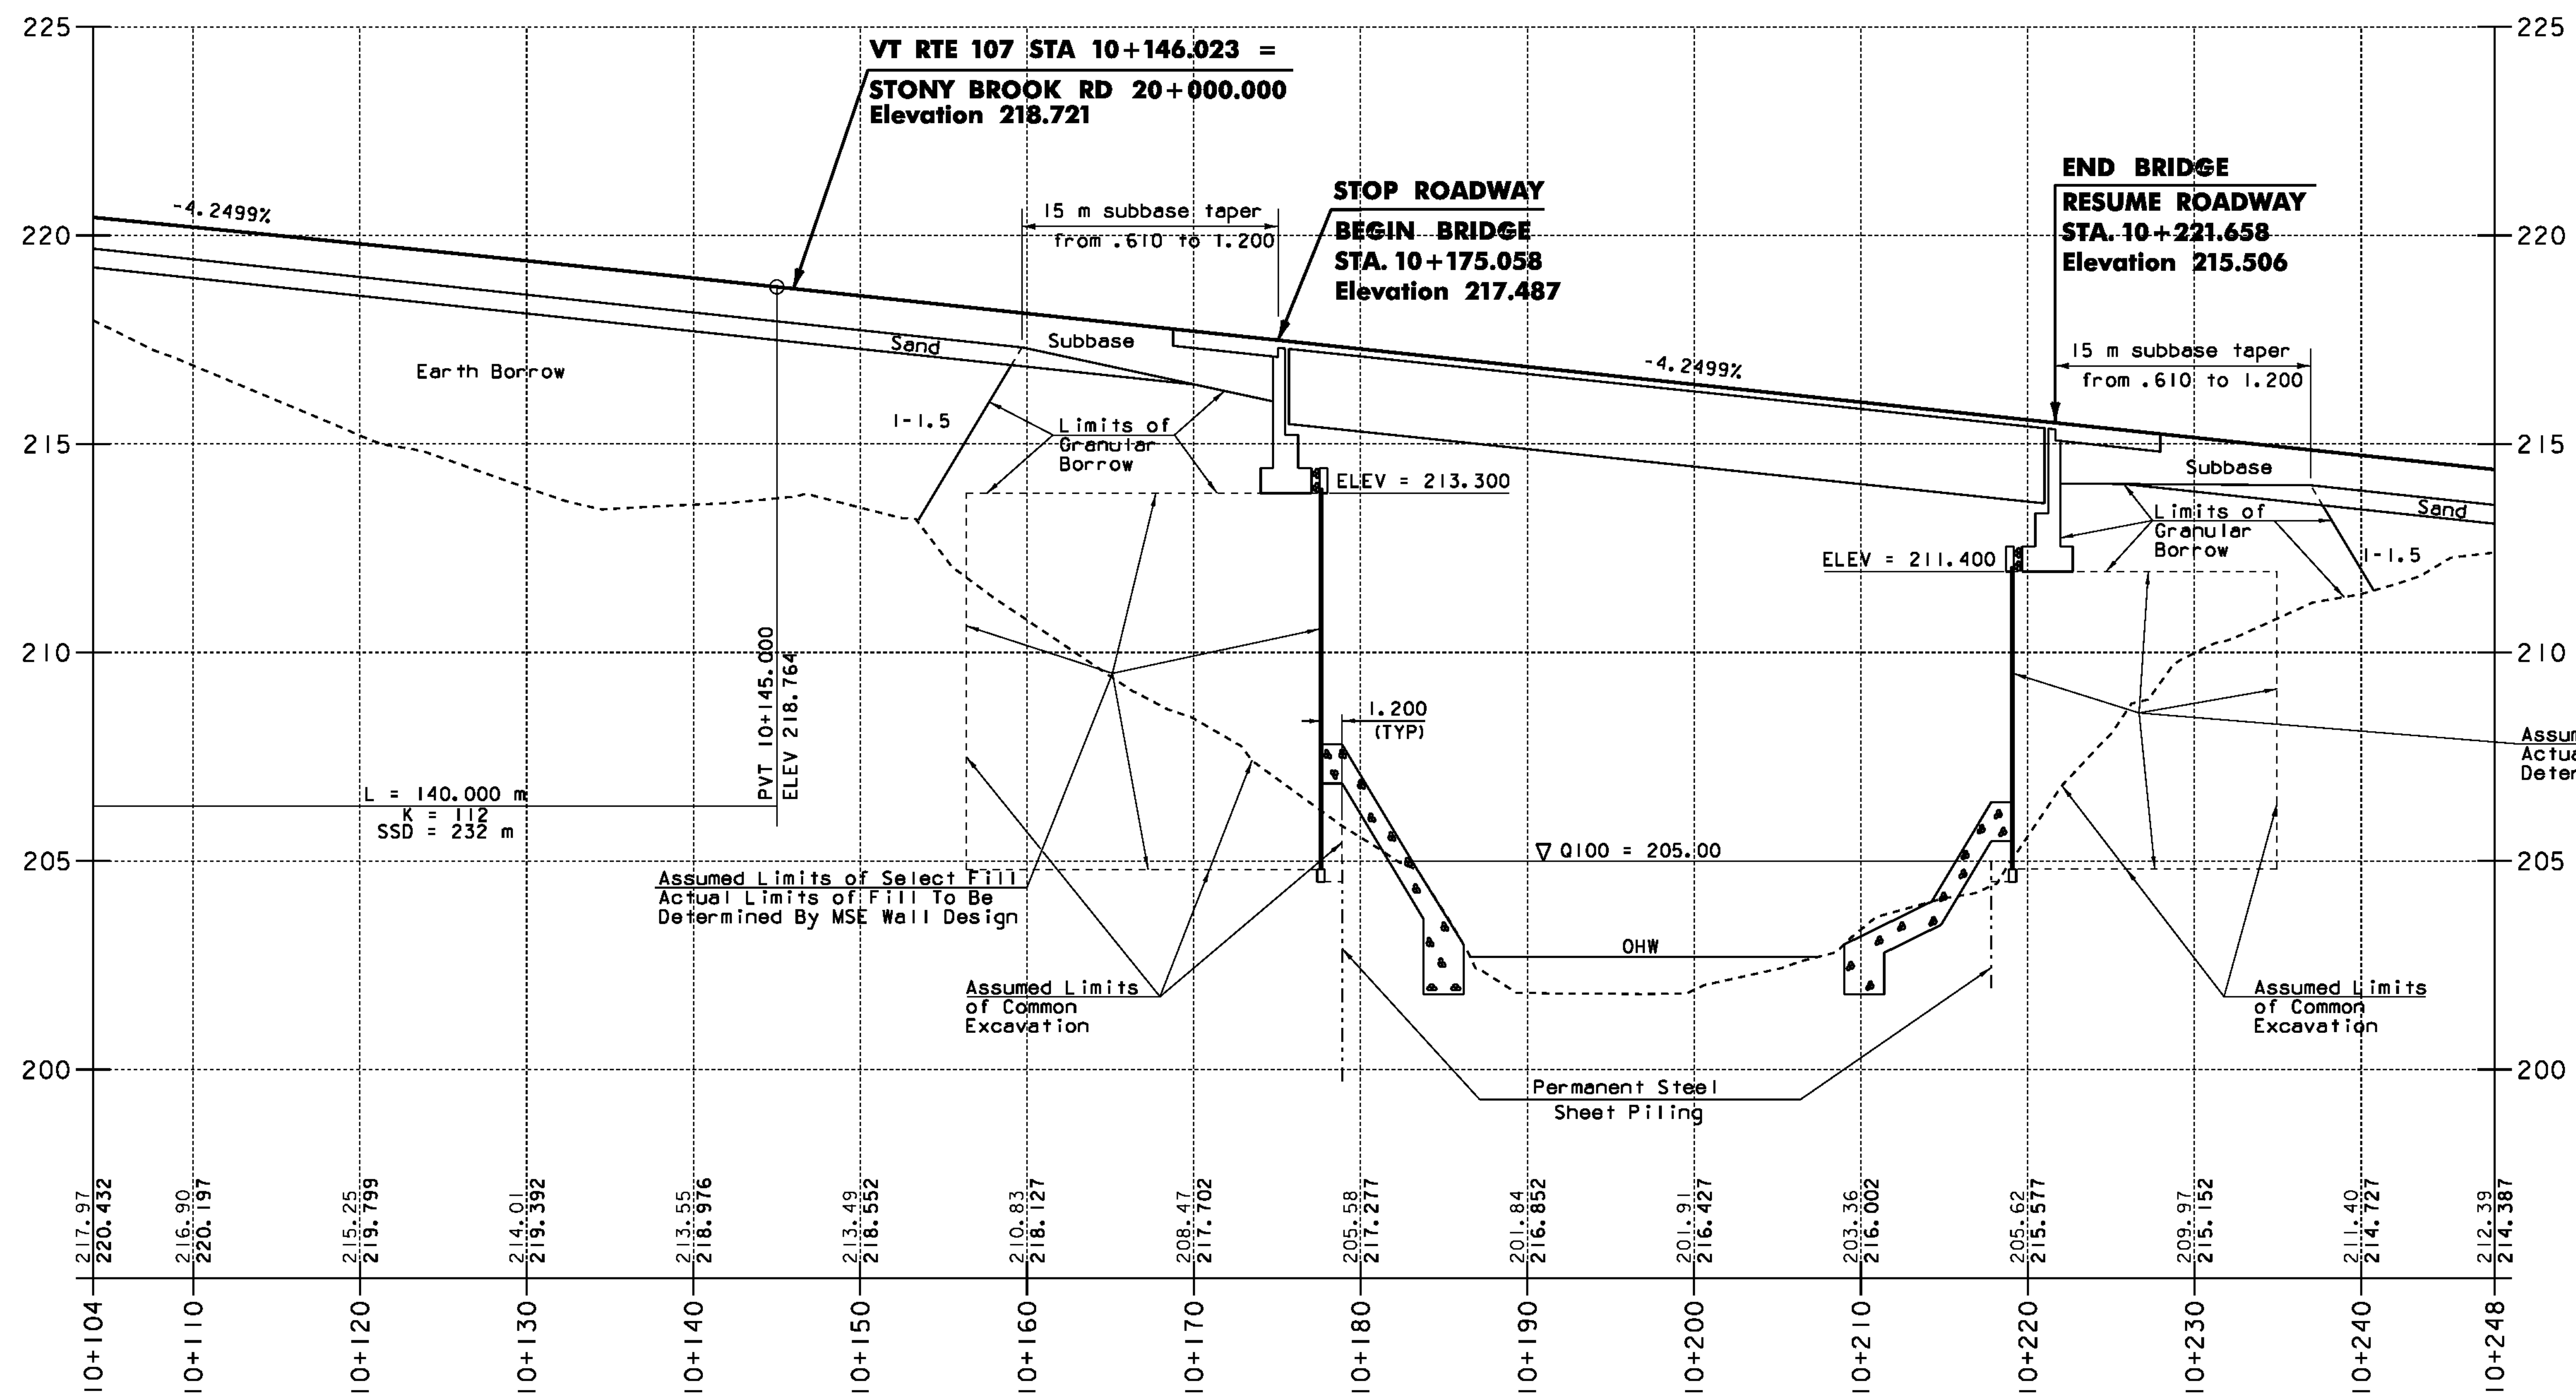 225
225
VT RTE 107 STA 10+146.023 =
STONY BROOK RD 20+000.000
Elevation 218.721
END BRIDGE
RESUME ROADWAY
STA. 10+221.658
Elevation 215.506
STOP ROADWAY
BEGIN BRIDGE
STA. 10+175.058
Elevation 217.487
-4.2499%
15 m subbase taper
from .610 to 1.200
220
220
Sand
Subbase
Earth Borrow
-4.2499%
15 m subbase taper
from .610 to 1.200
1-1.5
Limits of
Granular
Borrow
215
215
Subbase
ELEV = 213.300
Sand
Limits of
Granular
Borrow
ELEV = 211.400
1-1.5
210
210
PVT 10+145.000
ELEV 218.764
1.200
(TYP)
Assum
Actua
Deter
L = 140.000 m
K = 112
SSD = 232 m
205
205
Q100 = 205.00
Assumed Limits of Select Fill
Actual Limits of Fill To Be
Determined By MSE Wall Design
OHW
Assumed Limits
of Common
Excavation
Assumed Limits
of Common
Excavation
200
200
Permanent Steel
Sheet Piling
217.97
220.432
216.90
220.197
215.25
219.799
214.01
219.392
213.55
218.976
213.49
218.552
210.83
218.127
208.47
217.702
205.58
217.277
201.84
216.852
201.91
216.427
203.36
216.002
205.62
215.577
209.97
215.152
211.40
214.727
212.39
214.387
10+104
10+110
10+120
10+130
10+140
10+150
10+160
10+170
10+180
10+190
10+200
10+210
10+220
10+230
10+240
10+248